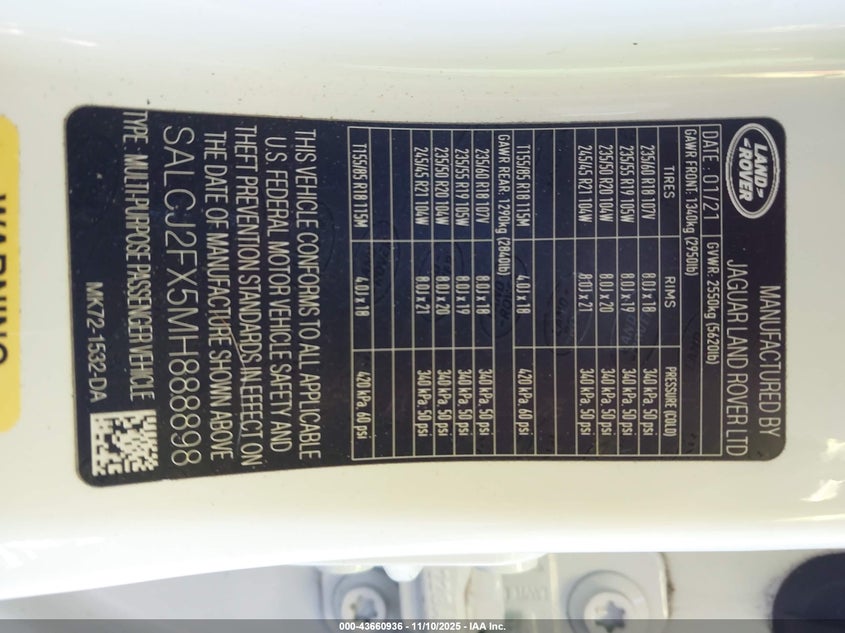 LAND-
-ROVER
MANUFACTURED BY
JAGUAR LAND ROVER LTD
DATE: 01/21 GVWR: 2550kg (5620lb)
GAWR FRONT: 1340kg (2950lb)
TIRES RIMS PRESSURE (COLD)
235/60 R18 107V 8.0J x 18 340 kPa, 50 psi
235/55 R19 105W 8.0J x 19 340 kPa, 50 psi
235/50 R20 104W 8.0J x 20 340 kPa, 50 psi
245/45 R21 104W 8.0J x 21 340 kPa, 50 psi
T155/85 R18 115M 4.0J x 18 420 kPa, 60 psi
GAWR REAR: 1290kg (2840lb)
235/60 R18 107V 8.0J x 18 340 kPa, 50 psi
235/55 R19 105W 8.0J x 19 340 kPa, 50 psi
235/50 R20 104W 8.0J x 20 340 kPa, 50 psi
245/45 R21 104W 8.0J x 21 340 kPa, 50 psi
T155/85 R18 115M 4.0J x 18 420 kPa, 60 psi
THIS VEHICLE CONFORMS TO ALL APPLICABLE
U.S. FEDERAL MOTOR VEHICLE SAFETY AND
THEFT PREVENTION STANDARDS IN EFFECT ON
THE DATE OF MANUFACTURE SHOWN ABOVE
SALCJ2FX5MH888898
TYPE: MULTI-PURPOSE PASSENGER VEHICLE
MK72-1532-DA
WARNING
000-43660936 - 11/10/2025 - IAA Inc.